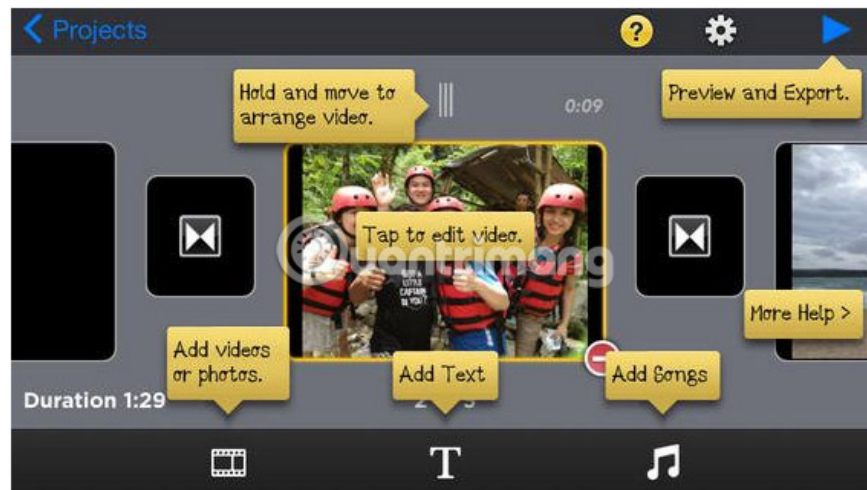 Projects
?
Hold and move to
arrange video.
0:09
Preview and Export.
Tap to edit video.
Quantrimang
More Help >
Add videos
or photos.
Add Text
Add Songs
Duration 1:29
T